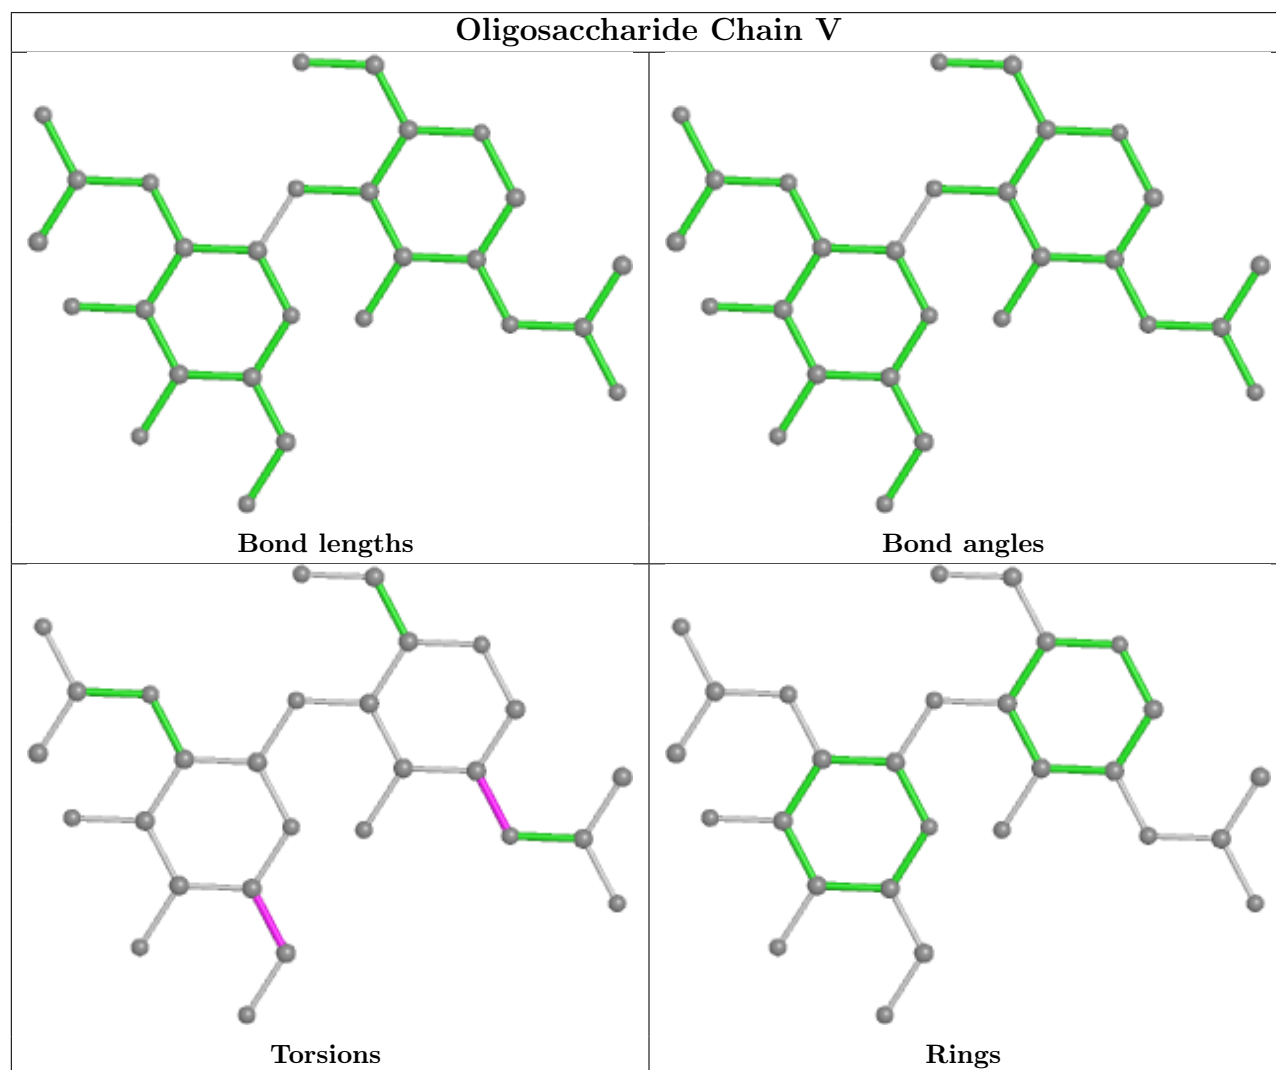 Oligosaccharide Chain V
Bond lengths
Bond angles
Torsions
Rings